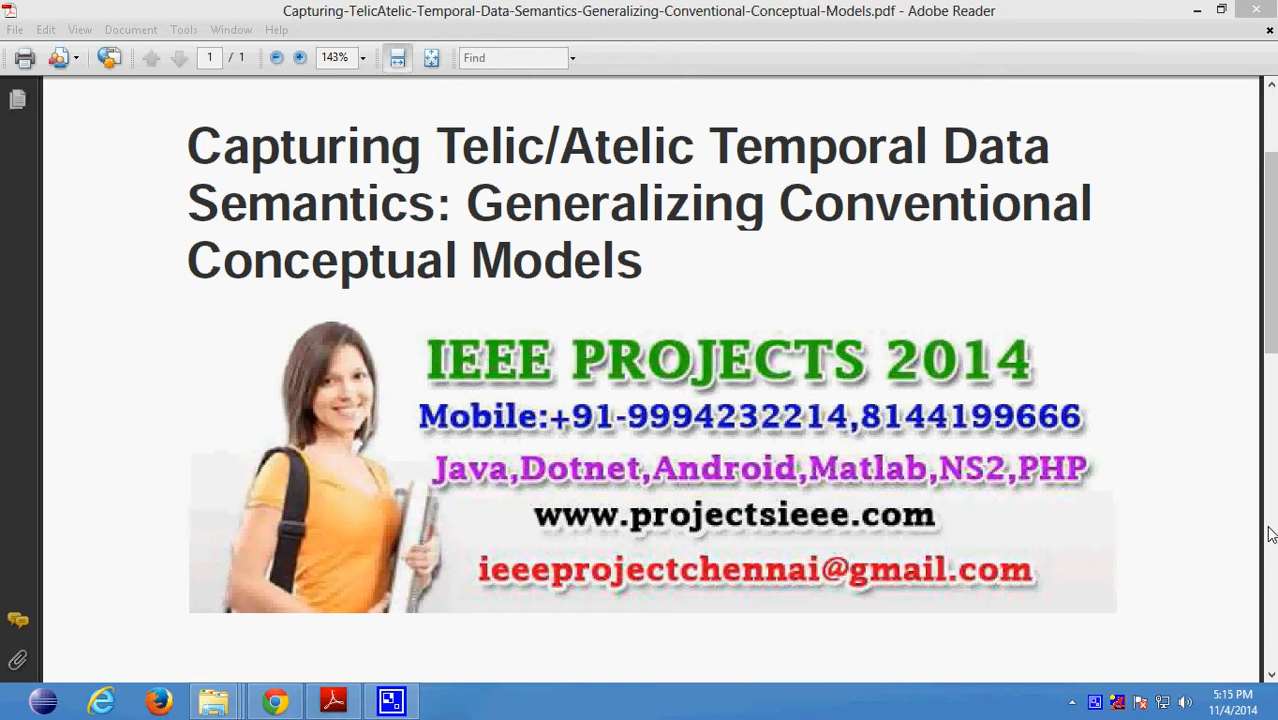 Capturing-TelicAtelic-Temporal-Data-Semantics-Generalizing-Conventional-Conceptual-Models.pdf - Adobe Reader
File Edit View Document Tools Window Help
1 / 1 143% Find
Capturing Telic/Atelic Temporal Data
Semantics: Generalizing Conventional
Conceptual Models
IEEE PROJECTS 2014
Mobile:+91-9994232214,8144199666
Java,Dotnet,Android,Matlab,NS2,PHP
www.projectsieee.com
ieeeprojectchennai@gmail.com
5:15 PM
11/4/2014